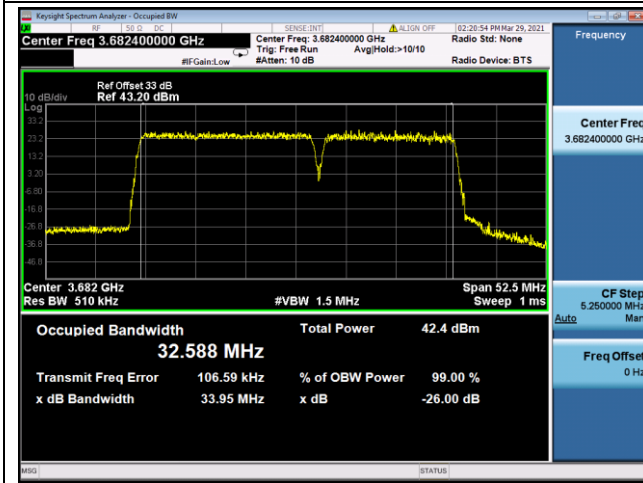 Keysight Spectrum Analyzer - Occupied BW
RF 50 Ω DC SENSE:INT ALIGN OFF 02:20:54 PM Mar 29, 2021
Center Freq 3.682400000 GHz Center Freq: 3.682400000 GHz Radio Std: None
Trig: Free Run Avg|Hold:>10/10
#IFGain:Low #Atten: 10 dB Radio Device: BTS
Frequency
Ref Offset 33 dB
10 dB/div Ref 43.20 dBm
Log
33.2
23.2
13.2
3.20
-6.80
-16.8
-26.8
-36.8
-46.8
Center 3.682 GHz Span 52.5 MHz
Res BW 510 kHz #VBW 1.5 MHz Sweep 1 ms
Occupied Bandwidth Total Power 42.4 dBm
32.588 MHz
Transmit Freq Error 106.59 kHz % of OBW Power 99.00 %
x dB Bandwidth 33.95 MHz x dB -26.00 dB
Center Freq
3.682400000 GHz
CF Step
5.250000 MHz
Auto Man
Freq Offset
0 Hz
MSG STATUS